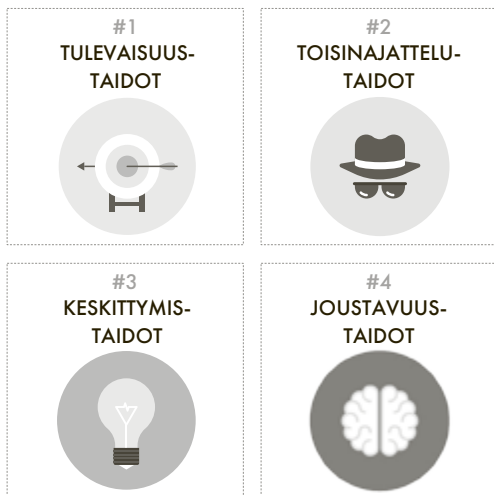 #1
TULEVAISUUS-
TAIDOT
#2
TOISINAJATTELU-
TAIDOT
#3
KESKITTYMIS-
TAIDOT
#4
JOUSTAVUUS-
TAIDOT